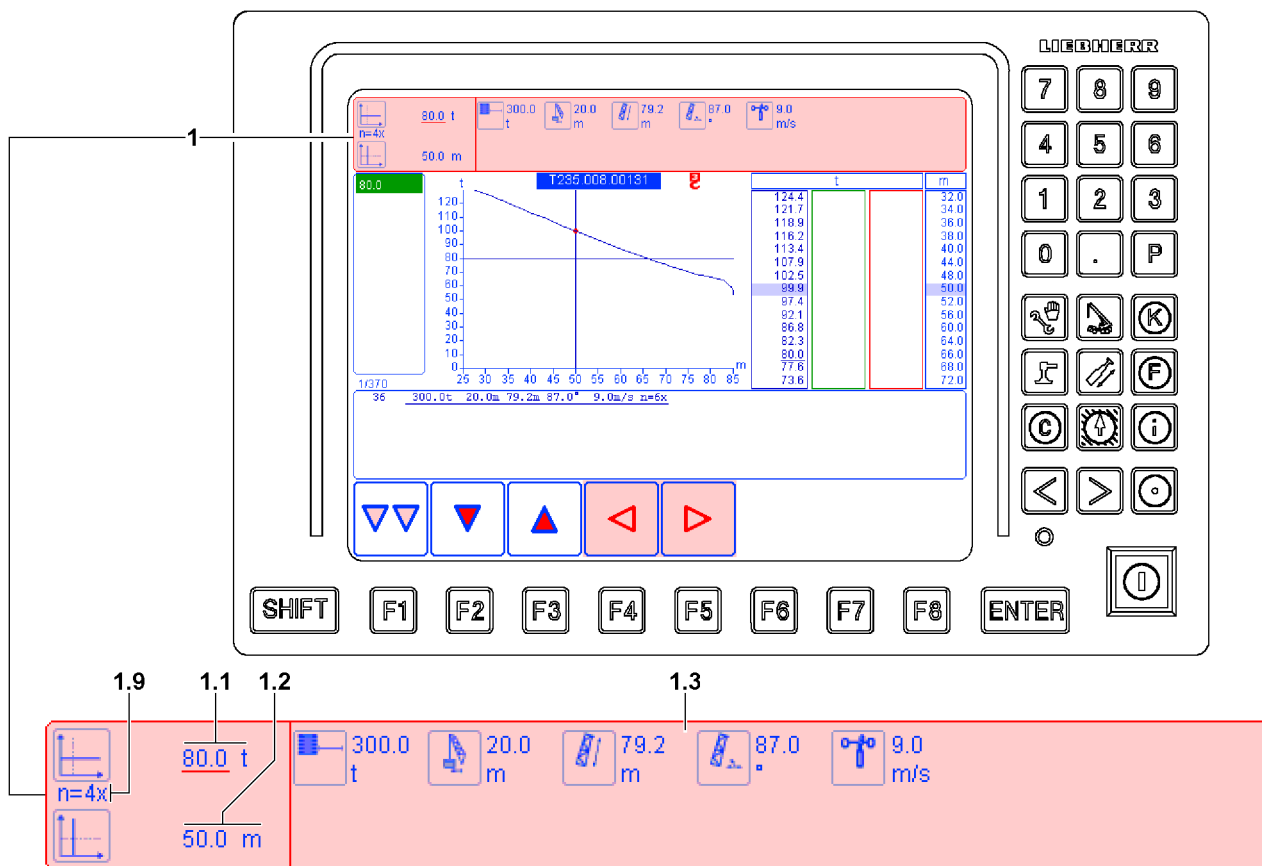 LIEBHERR
7 8 9
4 5 6
1 2 3
0 . P
K
F
C i
< >
1
n=4x
80.0 t
50.0 m
300.0 t
20.0 m
79.2 m
87.0 °
9.0 m/s
80.0
1/370
t
T235.008.00131
120
110
100
90
80
70
60
50
40
30
20
10
0
25 30 35 40 45 50 55 60 65 70 75 80 85
m
t m
124.4 32.0
121.7 34.0
118.9 36.0
116.2 38.0
113.4 40.0
107.9 44.0
102.5 48.0
99.9 50.0
97.4 52.0
92.1 56.0
86.8 60.0
82.3 64.0
80.0 66.0
77.6 68.0
73.6 72.0
36 300.0t 20.0m 79.2m 87.0° 9.0m/s n=6x
SHIFT F1 F2 F3 F4 F5 F6 F7 F8 ENTER
1.9 1.1 1.2 1.3
80.0 t
n=4x
50.0 m
300.0 t
20.0 m
79.2 m
87.0 °
9.0 m/s